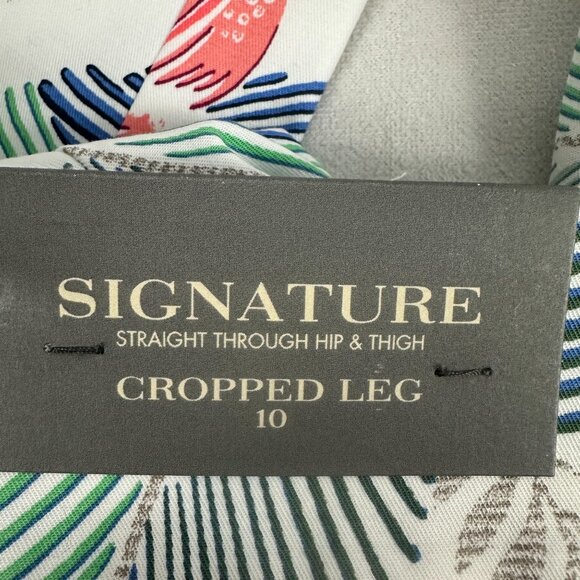 SIGNATURE
STRAIGHT THROUGH HIP & THIGH
CROPPED LEG
10